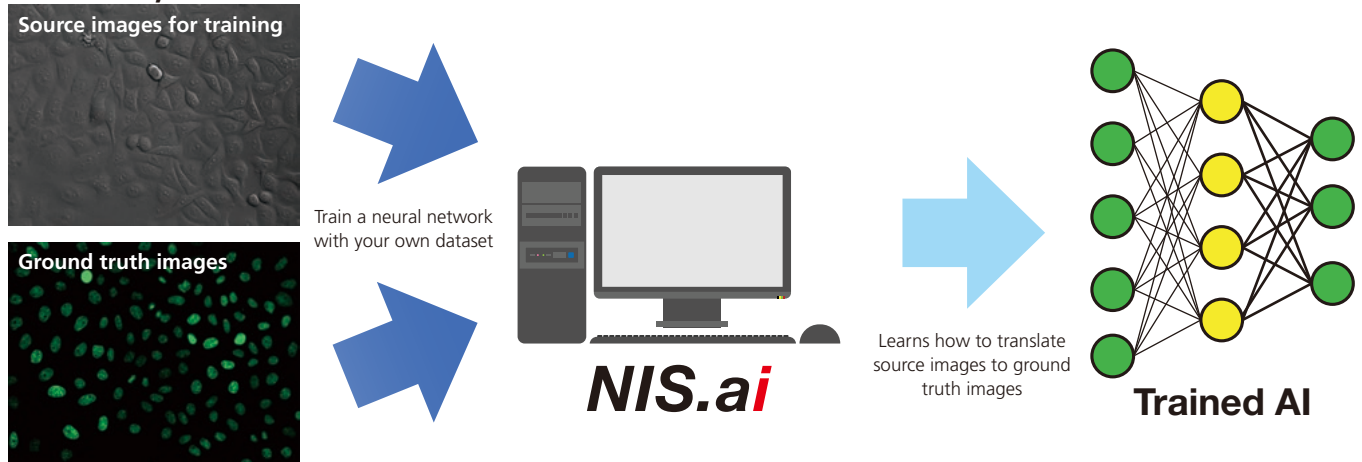 Source images for training
Ground truth images
Train a neural network
with your own dataset
NIS.ai
Learns how to translate
source images to ground
truth images
Trained AI